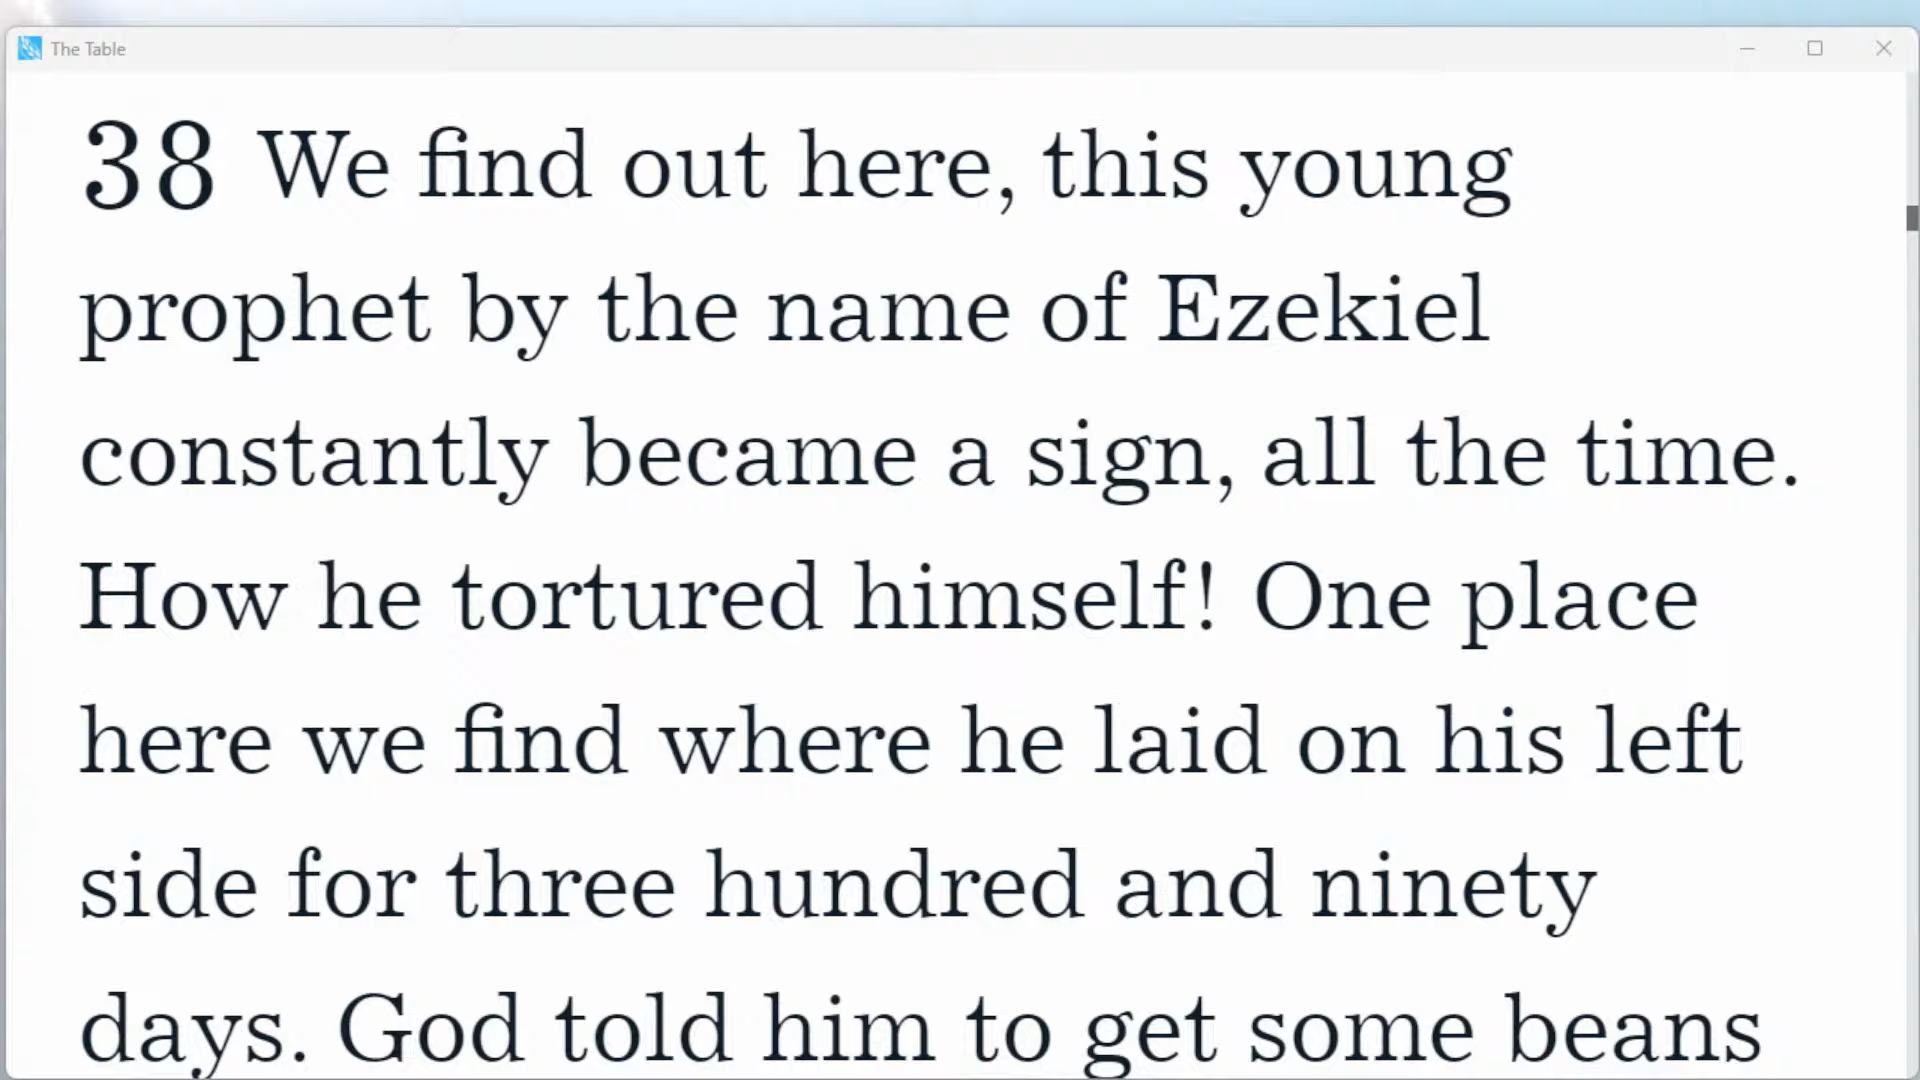 The Table
38 We find out here, this young
prophet by the name of Ezekiel
constantly became a sign, all the time.
How he tortured himself! One place
here we find where he laid on his left
side for three hundred and ninety
days. God told him to get some beans